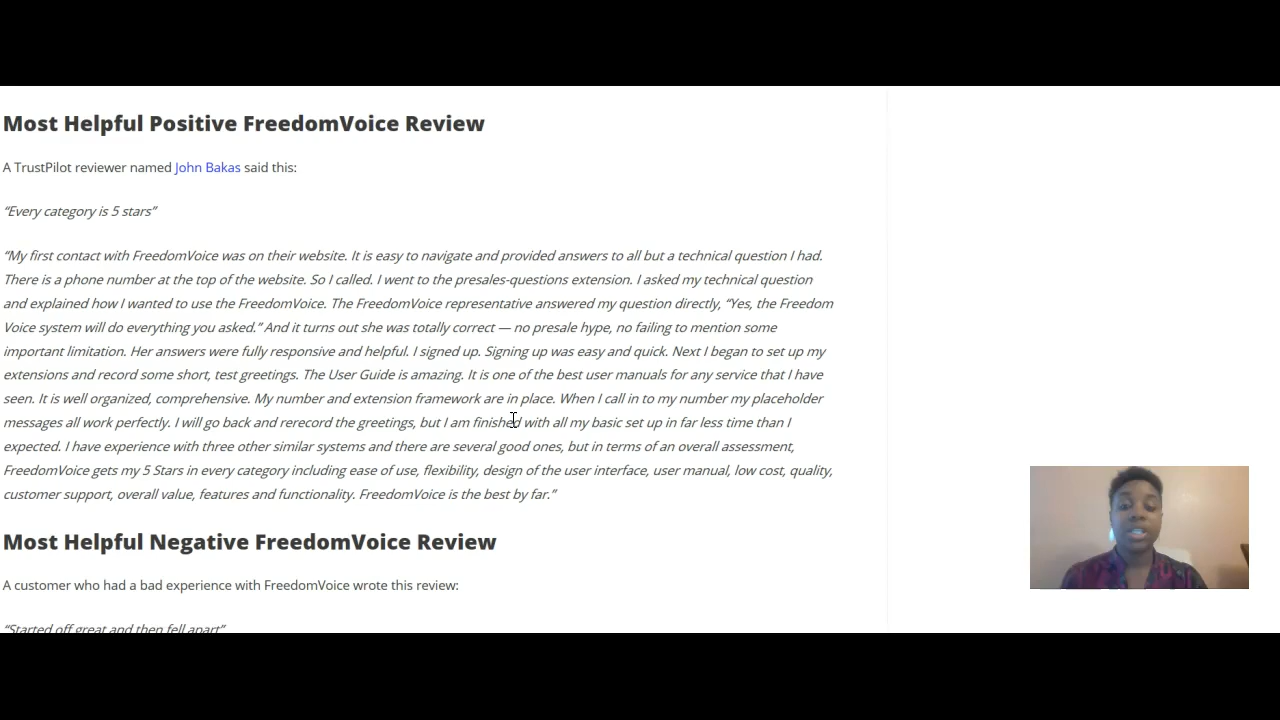 Most Helpful Positive FreedomVoice Review
A TrustPilot reviewer named John Bakas said this:
“Every category is 5 stars”
“My first contact with FreedomVoice was on their website. It is easy to navigate and provided answers to all but a technical question I had.
There is a phone number at the top of the website. So I called. I went to the presales-questions extension. I asked my technical question
and explained how I wanted to use the FreedomVoice. The FreedomVoice representative answered my question directly, “Yes, the Freedom
Voice system will do everything you asked.” And it turns out she was totally correct — no presale hype, no failing to mention some
important limitation. Her answers were fully responsive and helpful. I signed up. Signing up was easy and quick. Next I began to set up my
extensions and record some short, test greetings. The User Guide is amazing. It is one of the best user manuals for any service that I have
seen. It is well organized, comprehensive. My number and extension framework are in place. When I call in to my number my placeholder
messages all work perfectly. I will go back and rerecord the greetings, but I am finished with all my basic set up in far less time than I
expected. I have experience with three other similar systems and there are several good ones, but in terms of an overall assessment,
FreedomVoice gets my 5 Stars in every category including ease of use, flexibility, design of the user interface, user manual, low cost, quality,
customer support, overall value, features and functionality. FreedomVoice is the best by far.”
Most Helpful Negative FreedomVoice Review
A customer who had a bad experience with FreedomVoice wrote this review:
“Started off great and then fell apart”